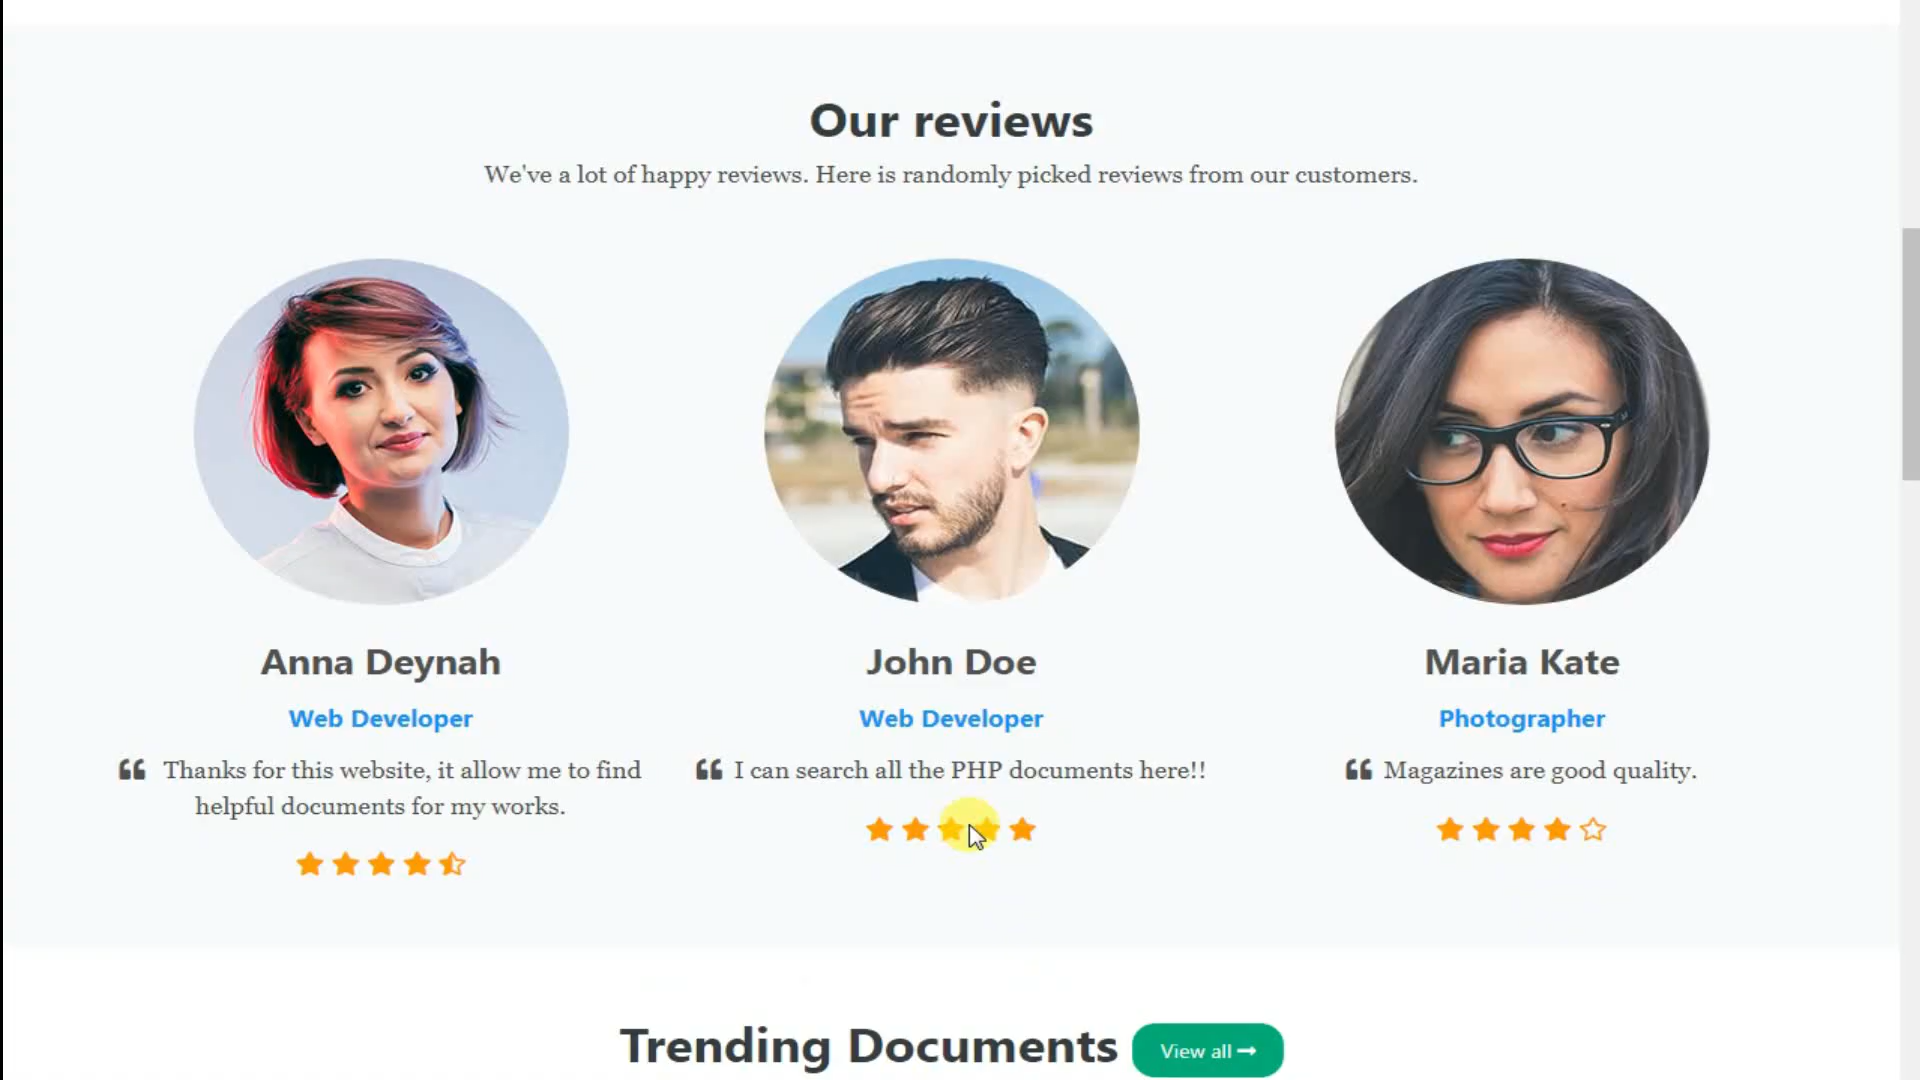 Our reviews
We've a lot of happy reviews. Here is randomly picked reviews from our customers.
Anna Deynah
Web Developer
“ Thanks for this website, it allow me to find
helpful documents for my works.
John Doe
Web Developer
“ I can search all the PHP documents here!!
Maria Kate
Photographer
“ Magazines are good quality.
Trending Documents
View all